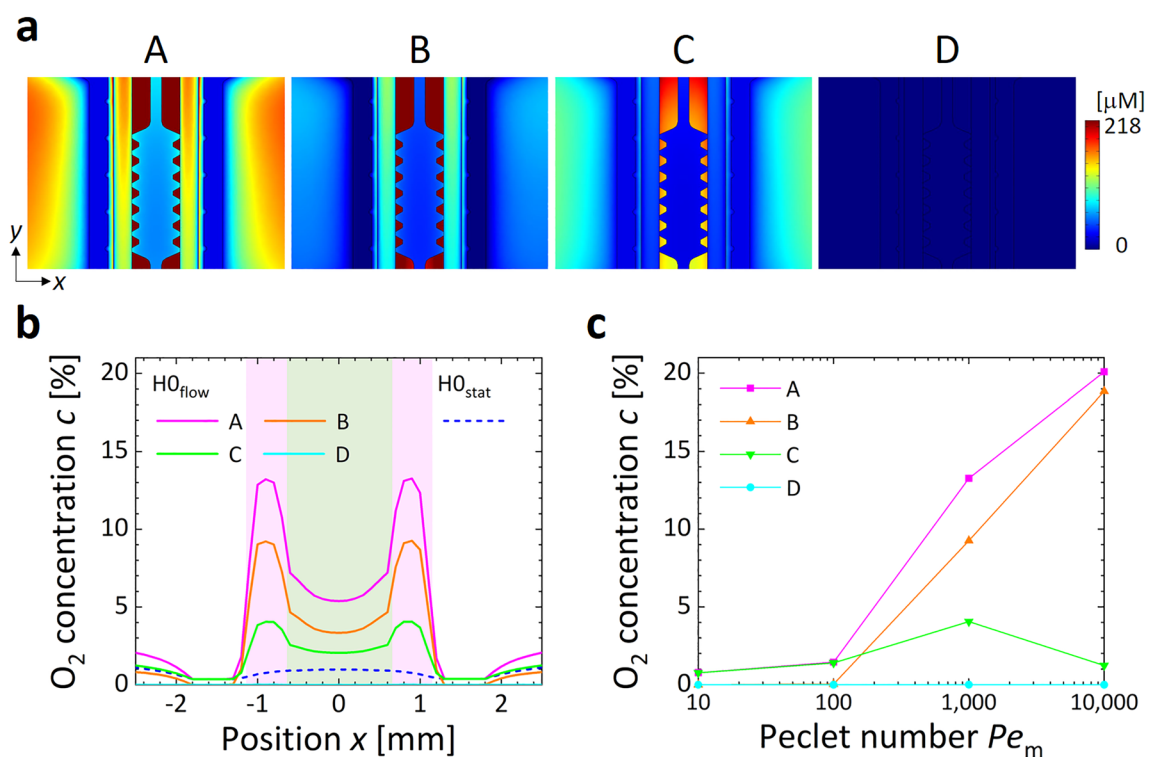 a
A B C D
[μM]
218
0
y
x
b
O2 concentration c [%]
20
15
10
5
0
H0flow H0stat
A B
C D
-2 -1 0 1 2
Position x [mm]
c
O2 concentration c [%]
20
15
10
5
0
A
B
C
D
10 100 1,000 10,000
Peclet number Pem